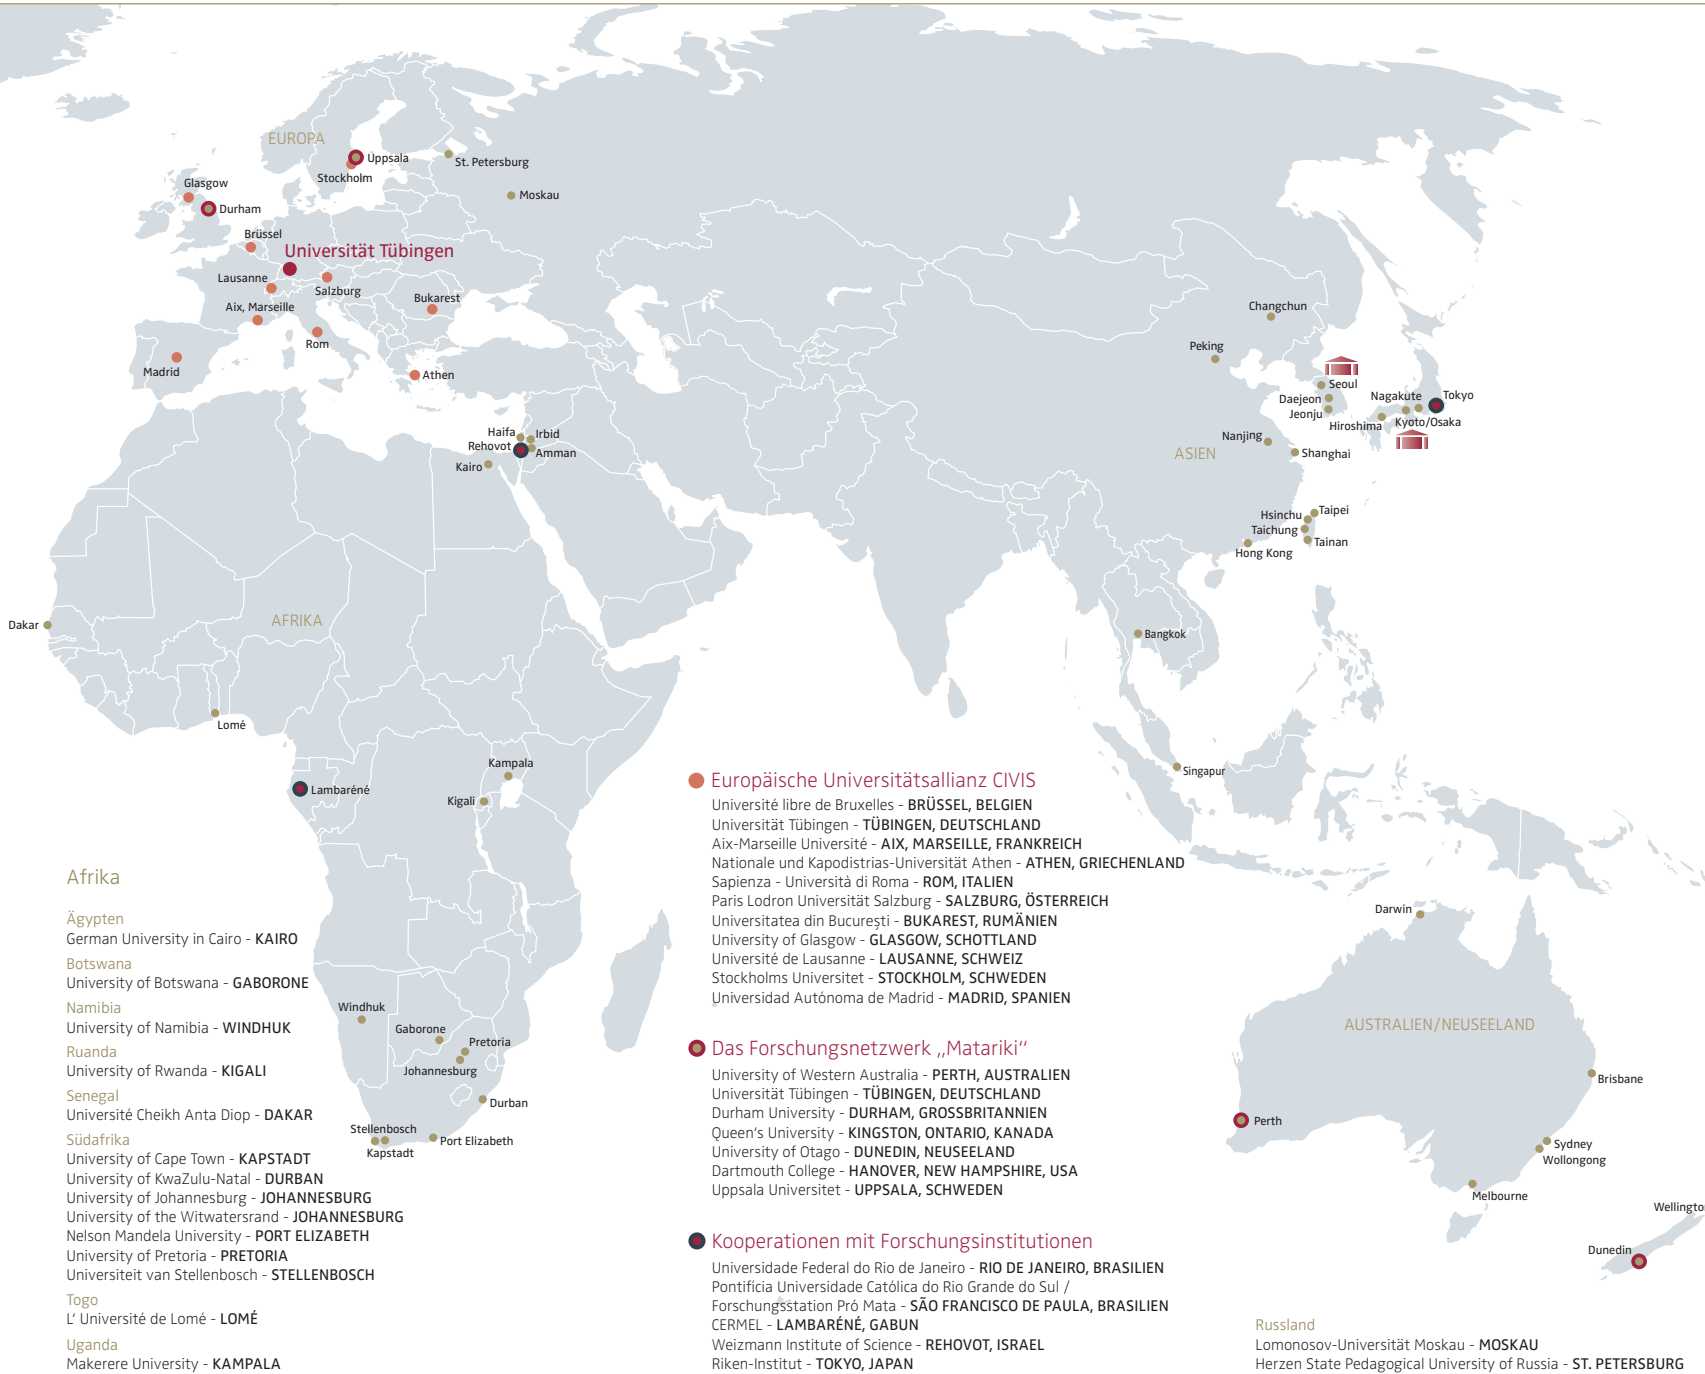 EUROPA
Uppsala
Stockholm
St. Petersburg
Moskau
Glasgow
Durham
Brüssel
Universität Tübingen
Lausanne
Salzburg
Aix, Marseille
Bukarest
Rom
Madrid
Athen
Changchun
Peking
Seoul
Daejeon
Jeonju
Nagakute
Tokyo
Hiroshima
Kyoto/Osaka
Nanjing
ASIEN
Shanghai
Haifa
Irbid
Rehovot
Amman
Kairo
Hsinchu
Taipei
Taichung
Tainan
Hong Kong
Dakar
AFRIKA
Bangkok
Lomé
Kampala
Lambaréné
Kigali
Singapur
Darwin
Windhuk
Gaborone
Pretoria
Johannesburg
Durban
Stellenbosch
Kapstadt
Port Elizabeth
AUSTRALIEN/NEUSEELAND
Brisbane
Perth
Sydney
Wollongong
Melbourne
Wellingto
Dunedin
Afrika
Ägypten
German University in Cairo - KAIRO
Botswana
University of Botswana - GABORONE
Namibia
University of Namibia - WINDHUK
Ruanda
University of Rwanda - KIGALI
Senegal
Université Cheikh Anta Diop - DAKAR
Südafrika
University of Cape Town - KAPSTADT
University of KwaZulu-Natal - DURBAN
University of Johannesburg - JOHANNESBURG
University of the Witwatersrand - JOHANNESBURG
Nelson Mandela University - PORT ELIZABETH
University of Pretoria - PRETORIA
Universiteit van Stellenbosch - STELLENBOSCH
Togo
L' Université de Lomé - LOMÉ
Uganda
Makerere University - KAMPALA
Europäische Universitätsallianz CIVIS
Université libre de Bruxelles - BRÜSSEL, BELGIEN
Universität Tübingen - TÜBINGEN, DEUTSCHLAND
Aix-Marseille Université - AIX, MARSEILLE, FRANKREICH
Nationale und Kapodistrias-Universität Athen - ATHEN, GRIECHENLAND
Sapienza - Università di Roma - ROM, ITALIEN
Paris Lodron Universität Salzburg - SALZBURG, ÖSTERREICH
Universitatea din București - BUKAREST, RUMÄNIEN
University of Glasgow - GLASGOW, SCHOTTLAND
Université de Lausanne - LAUSANNE, SCHWEIZ
Stockholms Universitet - STOCKHOLM, SCHWEDEN
Universidad Autónoma de Madrid - MADRID, SPANIEN
Das Forschungsnetzwerk „Matariki“
University of Western Australia - PERTH, AUSTRALIEN
Universität Tübingen - TÜBINGEN, DEUTSCHLAND
Durham University - DURHAM, GROSSBRITANNIEN
Queen's University - KINGSTON, ONTARIO, KANADA
University of Otago - DUNEDIN, NEUSEELAND
Dartmouth College - HANOVER, NEW HAMPSHIRE, USA
Uppsala Universitet - UPPSALA, SCHWEDEN
Kooperationen mit Forschungsinstitutionen
Universidade Federal do Rio de Janeiro - RIO DE JANEIRO, BRASILIEN
Pontifícia Universidade Católica do Rio Grande do Sul /
Forschungsstation Pró Mata - SÃO FRANCISCO DE PAULA, BRASILIEN
CERMEL - LAMBARÉNÉ, GABUN
Weizmann Institute of Science - REHOVOT, ISRAEL
Riken-Institut - TOKYO, JAPAN
Russland
Lomonosov-Universität Moskau - MOSKAU
Herzen State Pedagogical University of Russia - ST. PETERSBURG